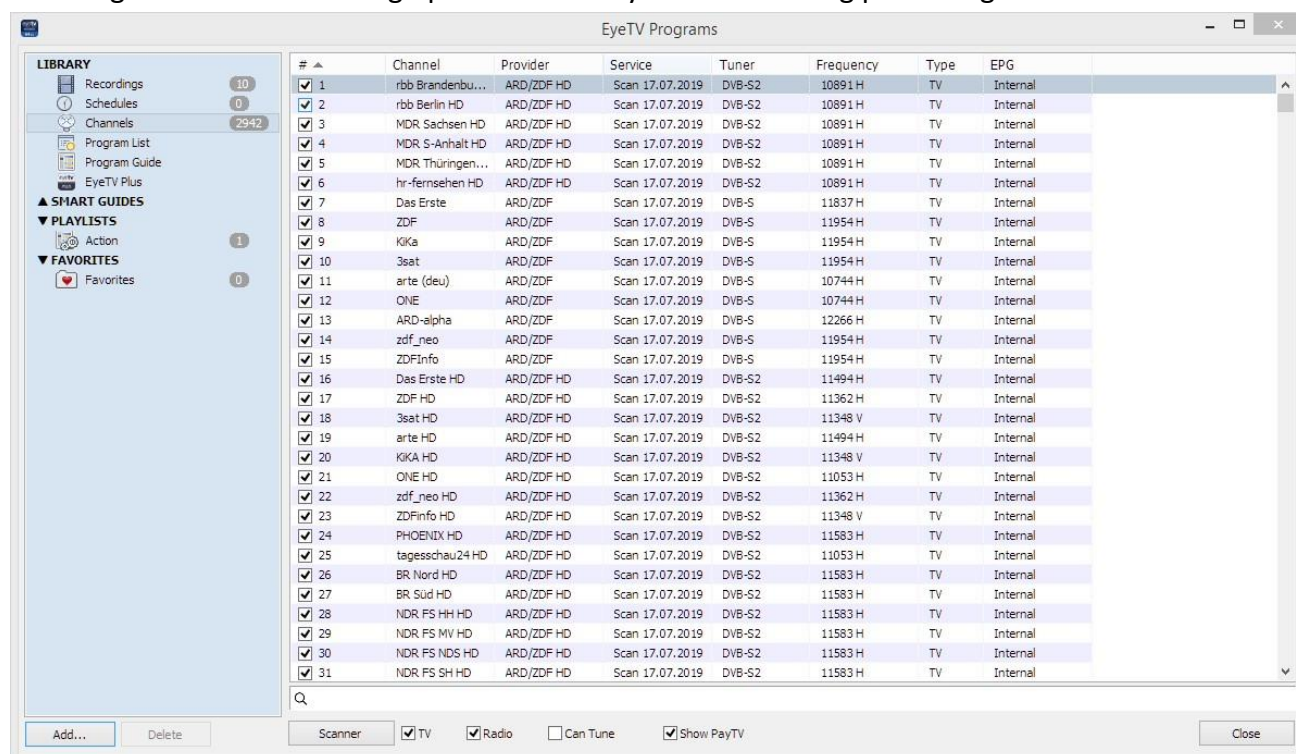 EyeTV Programs
LIBRARY
Recordings 10
Schedules 0
Channels 2942
Program List
Program Guide
EyeTV Plus
▲ SMART GUIDES
▼ PLAYLISTS
Action 1
▼ FAVORITES
Favorites 0
# Channel Provider Service Tuner Frequency Type EPG
1 rbb Brandenbu... ARD/ZDF HD Scan 17.07.2019 DVB-S2 10891 H TV Internal
2 rbb Berlin HD ARD/ZDF HD Scan 17.07.2019 DVB-S2 10891 H TV Internal
3 MDR Sachsen HD ARD/ZDF HD Scan 17.07.2019 DVB-S2 10891 H TV Internal
4 MDR S-Anhalt HD ARD/ZDF HD Scan 17.07.2019 DVB-S2 10891 H TV Internal
5 MDR Thüringen... ARD/ZDF HD Scan 17.07.2019 DVB-S2 10891 H TV Internal
6 hr-fernsehen HD ARD/ZDF HD Scan 17.07.2019 DVB-S2 10891 H TV Internal
7 Das Erste ARD/ZDF Scan 17.07.2019 DVB-S 11837 H TV Internal
8 ZDF ARD/ZDF Scan 17.07.2019 DVB-S 11954 H TV Internal
9 KiKa ARD/ZDF Scan 17.07.2019 DVB-S 11954 H TV Internal
10 3sat ARD/ZDF Scan 17.07.2019 DVB-S 11954 H TV Internal
11 arte (deu) ARD/ZDF Scan 17.07.2019 DVB-S 10744 H TV Internal
12 ONE ARD/ZDF Scan 17.07.2019 DVB-S 10744 H TV Internal
13 ARD-alpha ARD/ZDF Scan 17.07.2019 DVB-S 12266 H TV Internal
14 zdf_neo ARD/ZDF Scan 17.07.2019 DVB-S 11954 H TV Internal
15 ZDFInfo ARD/ZDF Scan 17.07.2019 DVB-S 11954 H TV Internal
16 Das Erste HD ARD/ZDF HD Scan 17.07.2019 DVB-S2 11494 H TV Internal
17 ZDF HD ARD/ZDF HD Scan 17.07.2019 DVB-S2 11362 H TV Internal
18 3sat HD ARD/ZDF HD Scan 17.07.2019 DVB-S2 11348 V TV Internal
19 arte HD ARD/ZDF HD Scan 17.07.2019 DVB-S2 11494 H TV Internal
20 KiKA HD ARD/ZDF HD Scan 17.07.2019 DVB-S2 11348 V TV Internal
21 ONE HD ARD/ZDF HD Scan 17.07.2019 DVB-S2 11053 H TV Internal
22 zdf_neo HD ARD/ZDF HD Scan 17.07.2019 DVB-S2 11362 H TV Internal
23 ZDFinfo HD ARD/ZDF HD Scan 17.07.2019 DVB-S2 11348 V TV Internal
24 PHOENIX HD ARD/ZDF HD Scan 17.07.2019 DVB-S2 11583 H TV Internal
25 tagesschau24 HD ARD/ZDF HD Scan 17.07.2019 DVB-S2 11053 H TV Internal
26 BR Nord HD ARD/ZDF HD Scan 17.07.2019 DVB-S2 11583 H TV Internal
27 BR Süd HD ARD/ZDF HD Scan 17.07.2019 DVB-S2 11583 H TV Internal
28 NDR FS HH HD ARD/ZDF HD Scan 17.07.2019 DVB-S2 11583 H TV Internal
29 NDR FS MV HD ARD/ZDF HD Scan 17.07.2019 DVB-S2 11583 H TV Internal
30 NDR FS NDS HD ARD/ZDF HD Scan 17.07.2019 DVB-S2 11583 H TV Internal
31 NDR FS SH HD ARD/ZDF HD Scan 17.07.2019 DVB-S2 11583 H TV Internal
Add... Delete Scanner TV Radio Can Tune Show PayTV Close